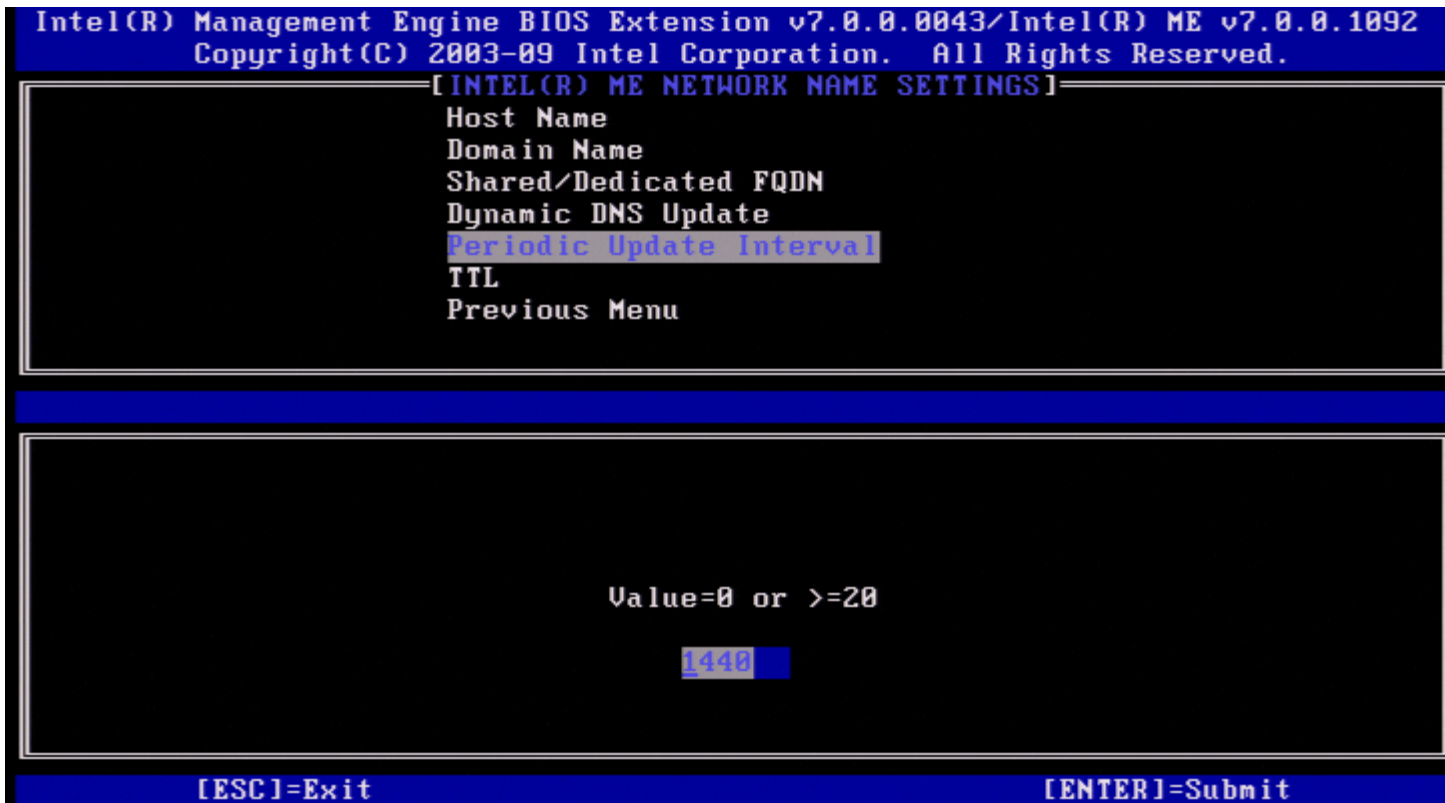 Intel(R) Management Engine BIOS Extension v7.0.0.0043/Intel(R) ME v7.0.0.1092
Copyright(C) 2003-09 Intel Corporation. All Rights Reserved.
[INTEL(R) ME NETWORK NAME SETTINGS]
Host Name
Domain Name
Shared/Dedicated FQDN
Dynamic DNS Update
Periodic Update Interval
TTL
Previous Menu
Value=0 or >=20
1440
[ESC]=Exit [ENTER]=Submit